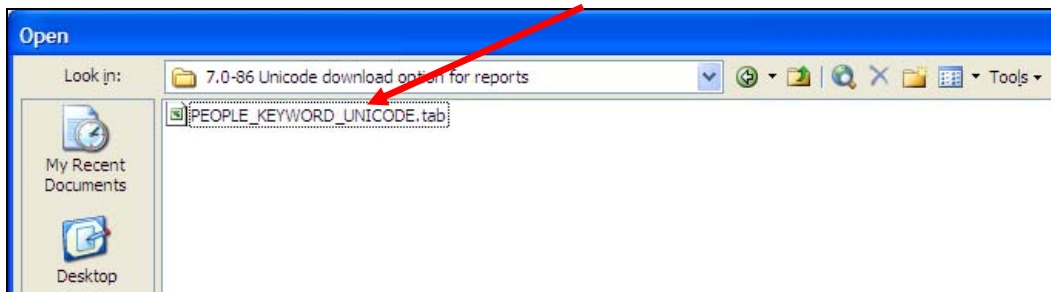 Open
Look in: 7.0-86 Unicode download option for reports Tools
PEOPLE_KEYWORD_UNICODE.tab
My Recent
Documents
Desktop